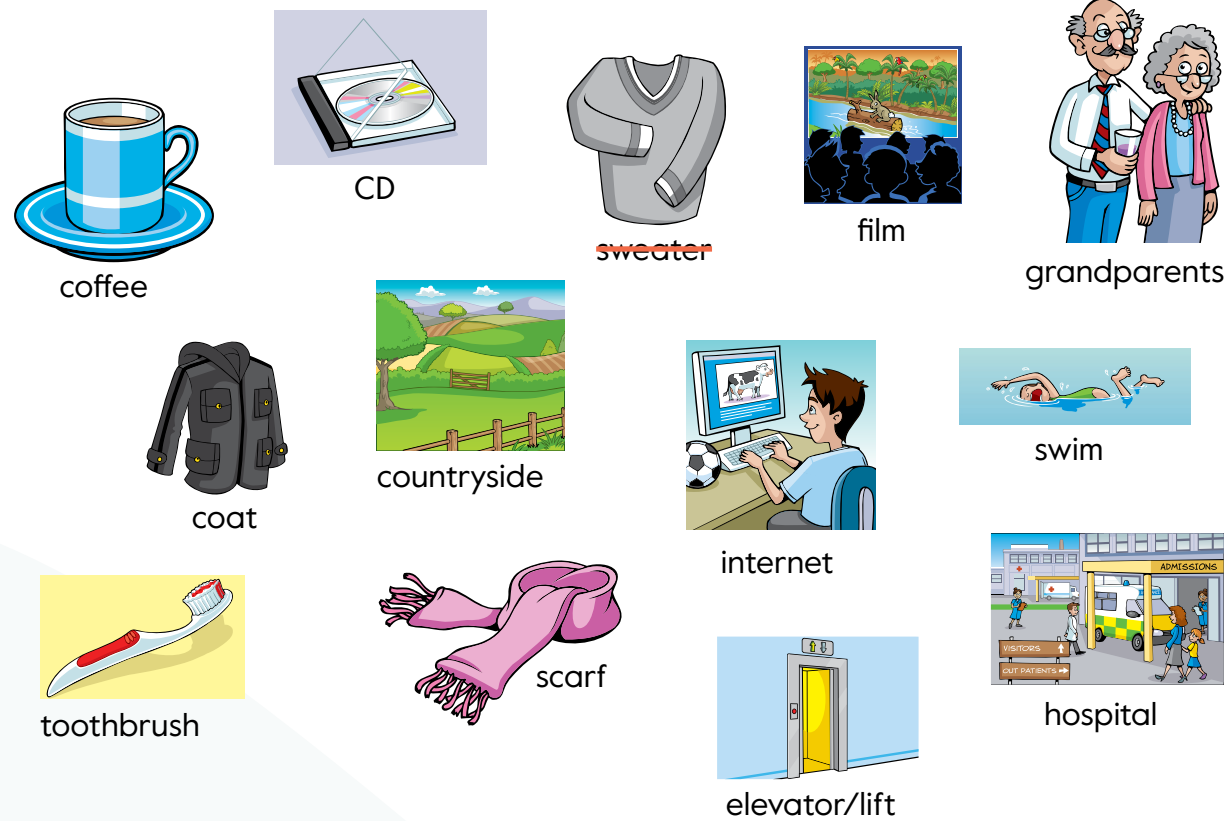 CD
sweater
film
grandparents
coffee
countryside
swim
coat
internet
ADMISSIONS
VISITORS ↑
OUT PATIENTS →
scarf
toothbrush
hospital
elevator/lift